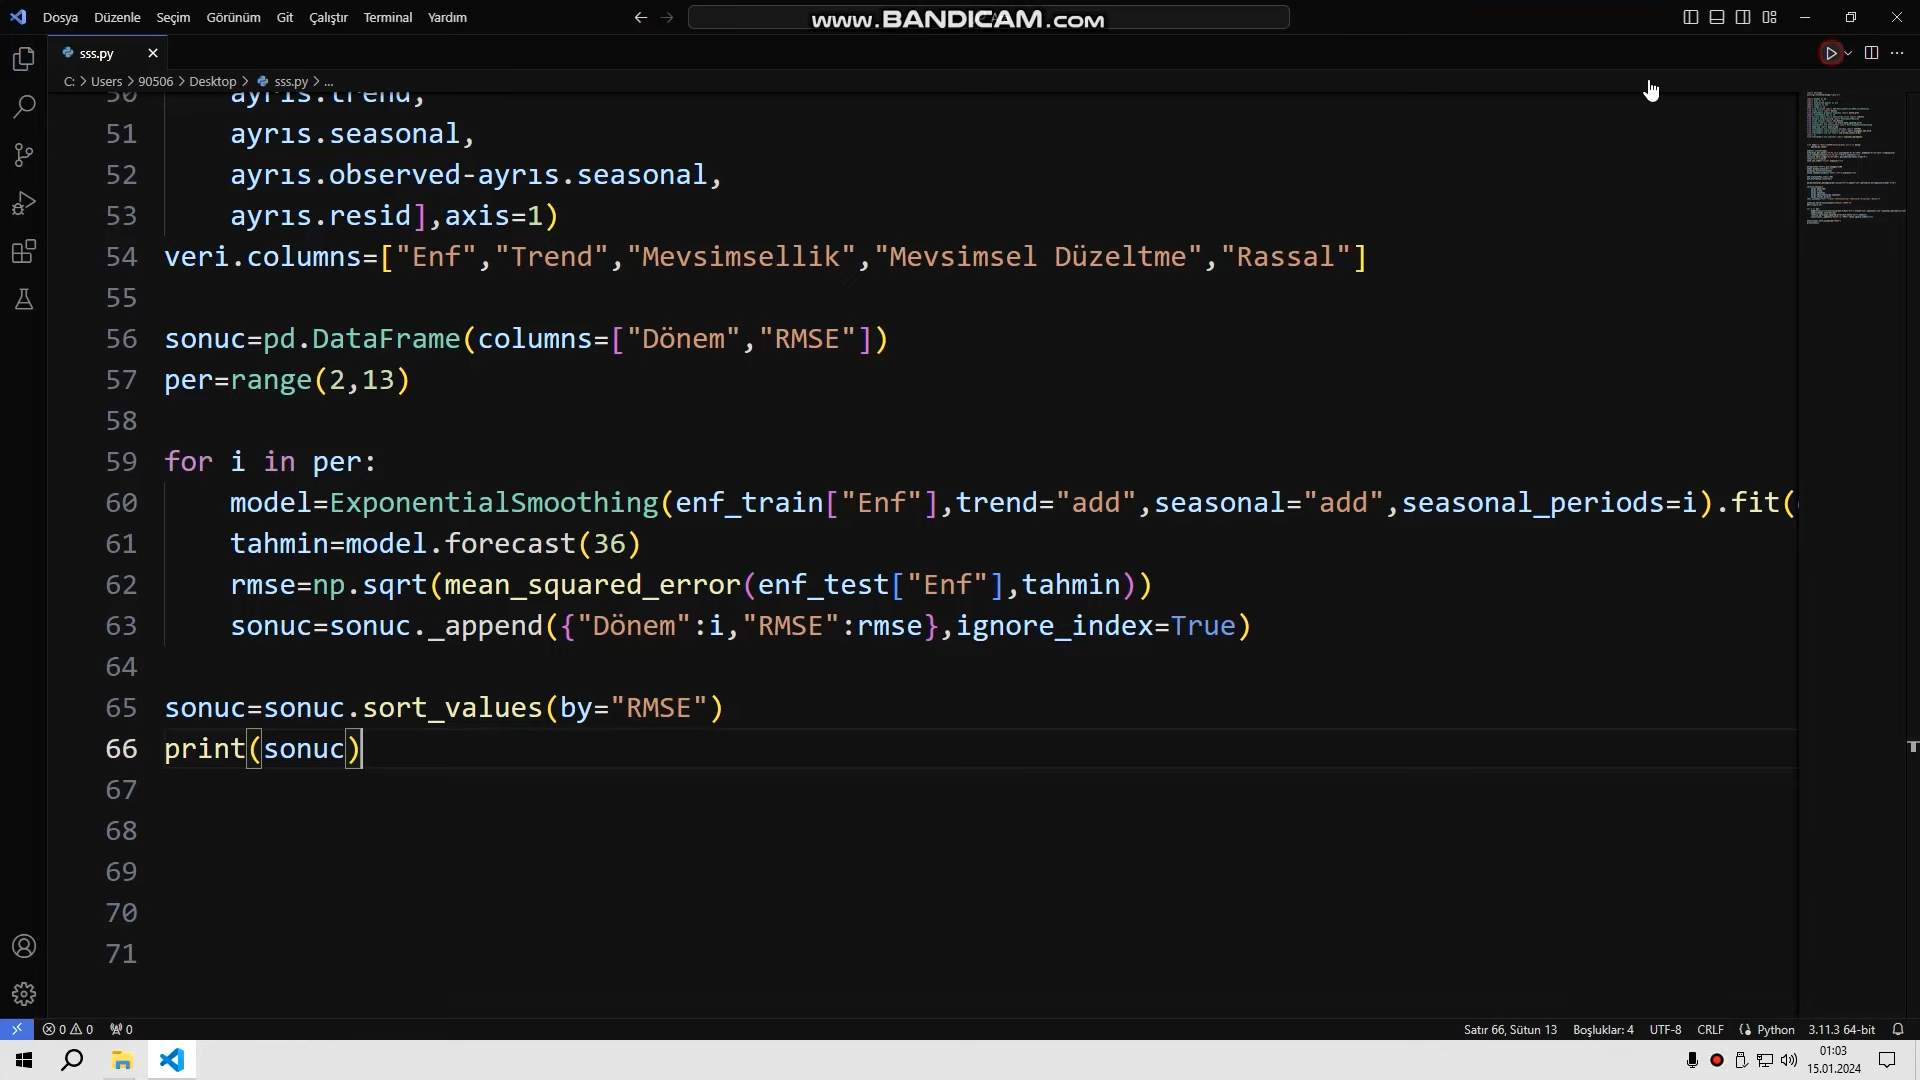 Dosya Düzenle Seçim Görünüm Git Çalıştır Terminal Yardım
www.BANDICAM.com
sss.py
C: > Users > 90506 > Desktop > sss.py > ...
50 ayrıs.trend,
51 ayrıs.seasonal,
52 ayrıs.observed-ayrıs.seasonal,
53 ayrıs.resid],axis=1)
54 veri.columns=["Enf","Trend","Mevsimsellik","Mevsimsel Düzeltme","Rassal"]
55
56 sonuc=pd.DataFrame(columns=["Dönem","RMSE"])
57 per=range(2,13)
58
59 for i in per:
60 model=ExponentialSmoothing(enf_train["Enf"],trend="add",seasonal="add",seasonal_periods=i).fit(
61 tahmin=model.forecast(36)
62 rmse=np.sqrt(mean_squared_error(enf_test["Enf"],tahmin))
63 sonuc=sonuc._append({"Dönem":i,"RMSE":rmse},ignore_index=True)
64
65 sonuc=sonuc.sort_values(by="RMSE")
66 print(sonuc)
67
68
69
70
71
0 0 0
Satır 66, Sütun 13 Boşluklar: 4 UTF-8 CRLF Python 3.11.3 64-bit
01:03
15.01.2024